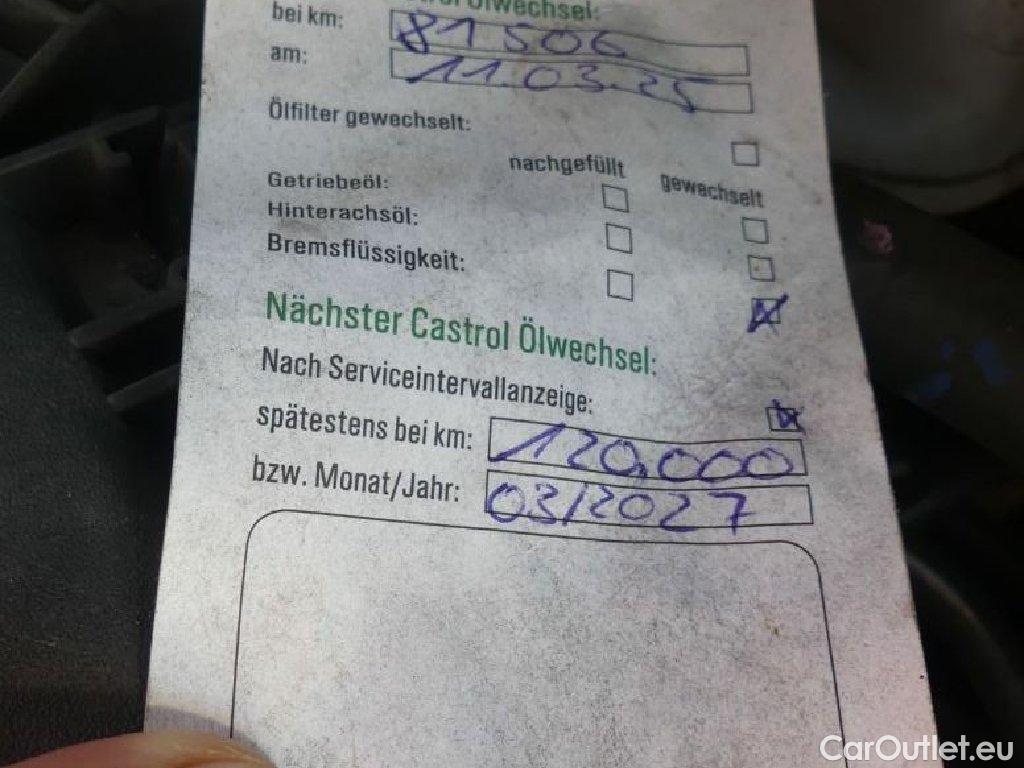 Ölwechsel:
bei km: 81506
am: 11.03.25
Ölfilter gewechselt:
nachgefüllt gewechselt
Getriebeöl:
Hinterachsöl:
Bremsflüssigkeit:
Nächster Castrol Ölwechsel:
Nach Serviceintervallanzeige:
spätestens bei km: 120.000
bzw. Monat/Jahr: 03/2027
CarOutlet.eu